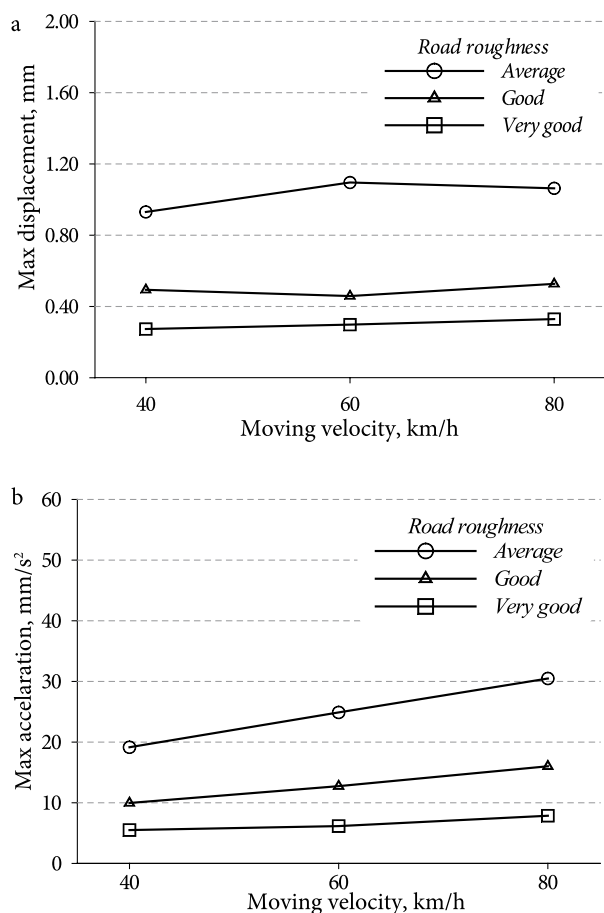 a
2.00
1.60
1.20
0.80
0.40
0.00
Max displacement, mm
Road roughness
Average
Good
Very good
40 60 80
Moving velocity, km/h
b
60
50
40
30
20
10
0
Max accelaration, mm/s²
Road roughness
Average
Good
Very good
40 60 80
Moving velocity, km/h